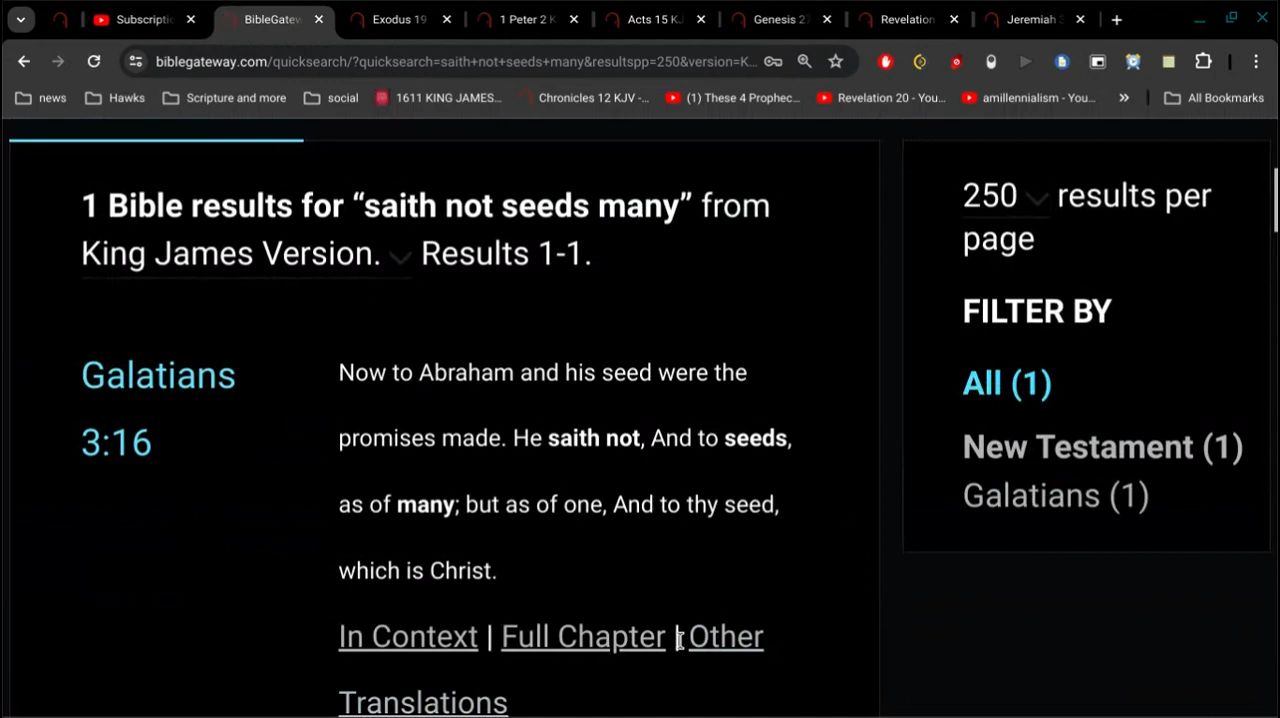 Subscriptic
BibleGatew
Exodus 19
1 Peter 2 K
Acts 15 KJ
Genesis 27
Revelation
Jeremiah 3
biblegateway.com/quicksearch/?quicksearch=saith+not+seeds+many&resultspp=250&version=K...
news
Hawks
Scripture and more
social
1611 KING JAMES...
Chronicles 12 KJV -...
(1) These 4 Prophec...
Revelation 20 - You...
amillennialism - You...
»
All Bookmarks
1 Bible results for “saith not seeds many” from
King James Version. Results 1-1.
Galatians
3:16
Now to Abraham and his seed were the
promises made. He saith not, And to seeds,
as of many; but as of one, And to thy seed,
which is Christ.
In Context | Full Chapter | Other
Translations
250 results per
page
FILTER BY
All (1)
New Testament (1)
Galatians (1)